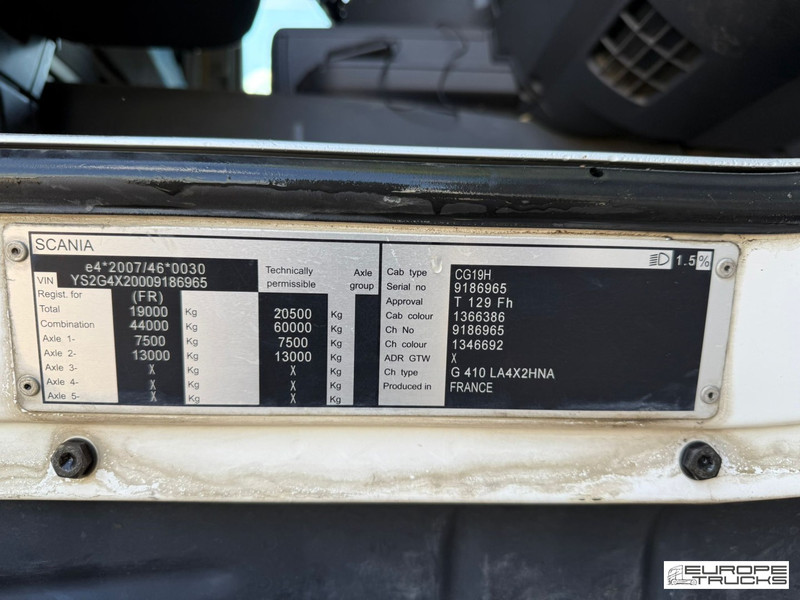 SCANIA
e4*2007/46*0030
VIN YS2G4X20009186965
Technically permissible Axle group
Regist. for (FR)
Total 19000 Kg 20500 Kg
Combination 44000 Kg 60000 Kg
Axle 1- 7500 Kg 7500 Kg
Axle 2- 13000 Kg 13000 Kg
Axle 3- X Kg X Kg
Axle 4- X Kg X Kg
Axle 5- X Kg X Kg
1.5%
Cab type CG19H
Serial no 9186965
Approval T 129 Fh
Cab colour 1366386
Ch No 9186965
Ch colour 1346692
ADR GTW X
Ch type G 410 LA4X2HNA
Produced in FRANCE
EUROPE
TRUCKS